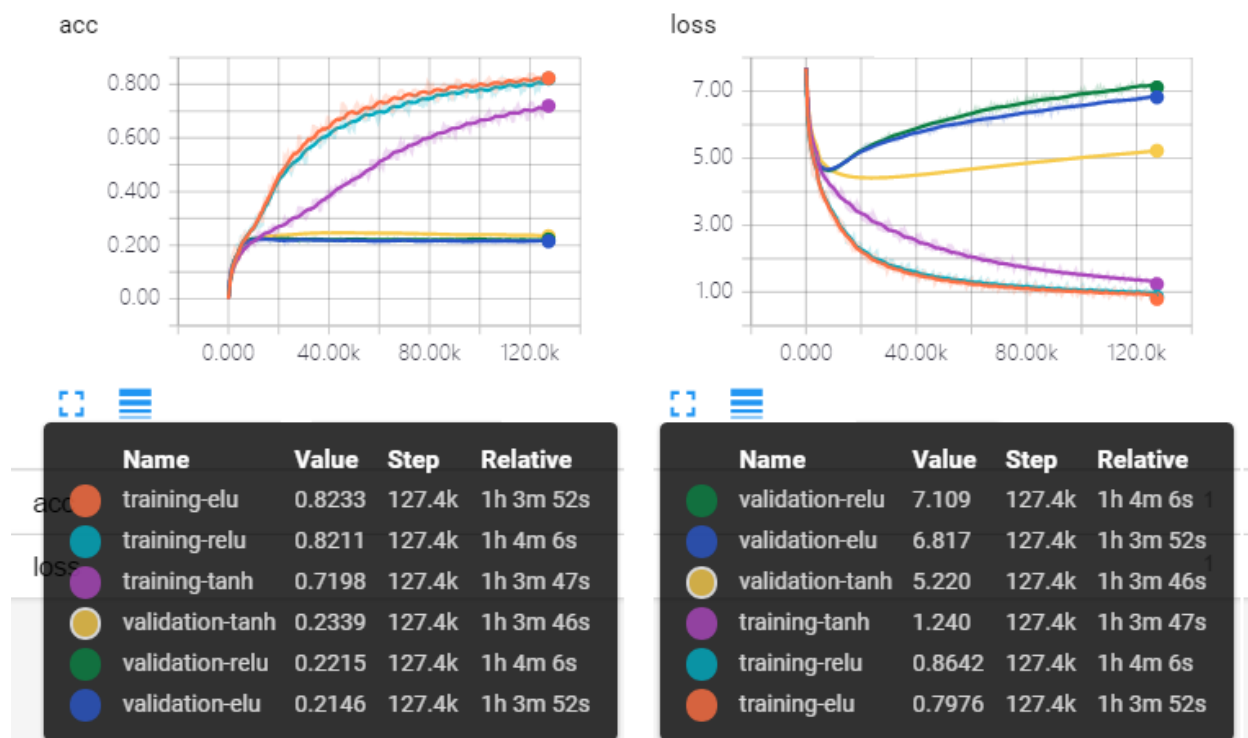 acc
0.800
0.600
0.400
0.200
0.00
0.000 40.00k 80.00k 120.0k
Name Value Step Relative
training-elu 0.8233 127.4k 1h 3m 52s
training-relu 0.8211 127.4k 1h 4m 6s
training-tanh 0.7198 127.4k 1h 3m 47s
validation-tanh 0.2339 127.4k 1h 3m 46s
validation-relu 0.2215 127.4k 1h 4m 6s
validation-elu 0.2146 127.4k 1h 3m 52s
acc
loss
loss
7.00
5.00
3.00
1.00
0.000 40.00k 80.00k 120.0k
Name Value Step Relative
validation-relu 7.109 127.4k 1h 4m 6s
validation-elu 6.817 127.4k 1h 3m 52s
validation-tanh 5.220 127.4k 1h 3m 46s
training-tanh 1.240 127.4k 1h 3m 47s
training-relu 0.8642 127.4k 1h 4m 6s
training-elu 0.7976 127.4k 1h 3m 52s
1
1